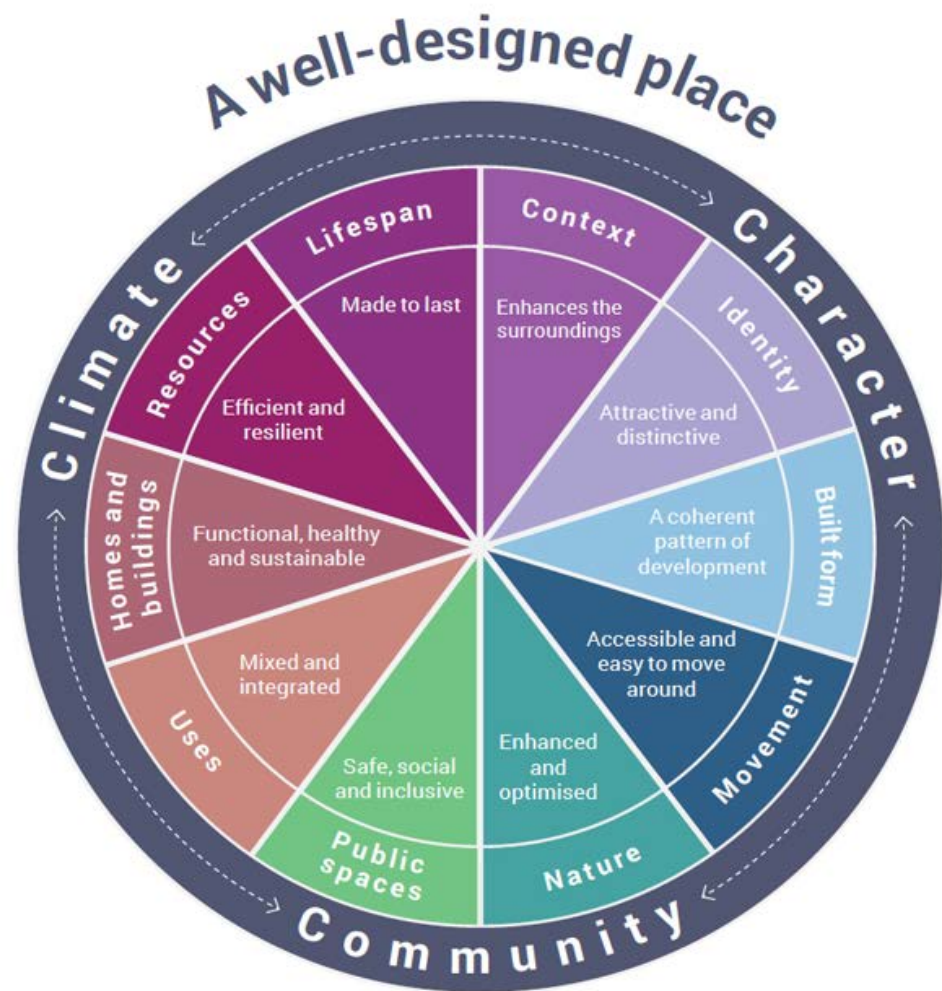 A well-designed place
Climate
Character
Community
Context
Enhances the
surroundings
Identity
Attractive and
distinctive
Built form
A coherent
pattern of
development
Movement
Accessible and
easy to move
around
Nature
Enhanced
and
optimised
Public
spaces
Safe, social
and inclusive
Uses
Mixed and
integrated
Homes and
buildings
Functional, healthy
and sustainable
Resources
Efficient and
resilient
Lifespan
Made to last